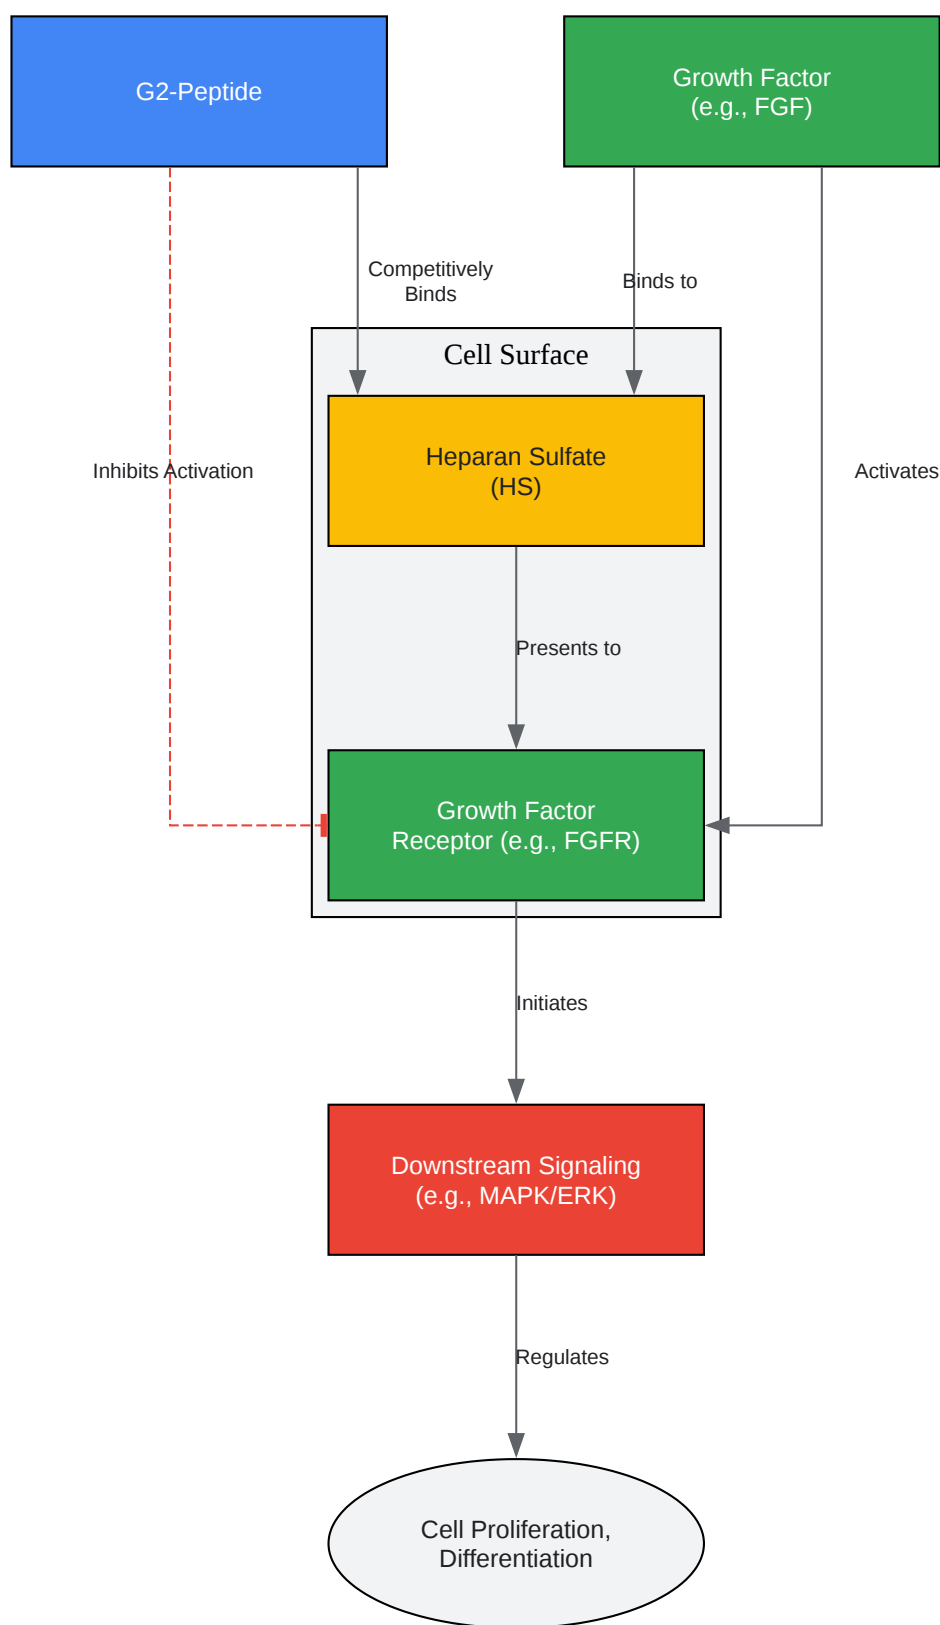 G2-Peptide
Growth Factor
(e.g., FGF)
Competitively
Binds
Binds to
Cell Surface
Heparan Sulfate
(HS)
Inhibits Activation
Activates
Presents to
Growth Factor
Receptor (e.g., FGFR)
Initiates
Downstream Signaling
(e.g., MAPK/ERK)
Regulates
Cell Proliferation,
Differentiation